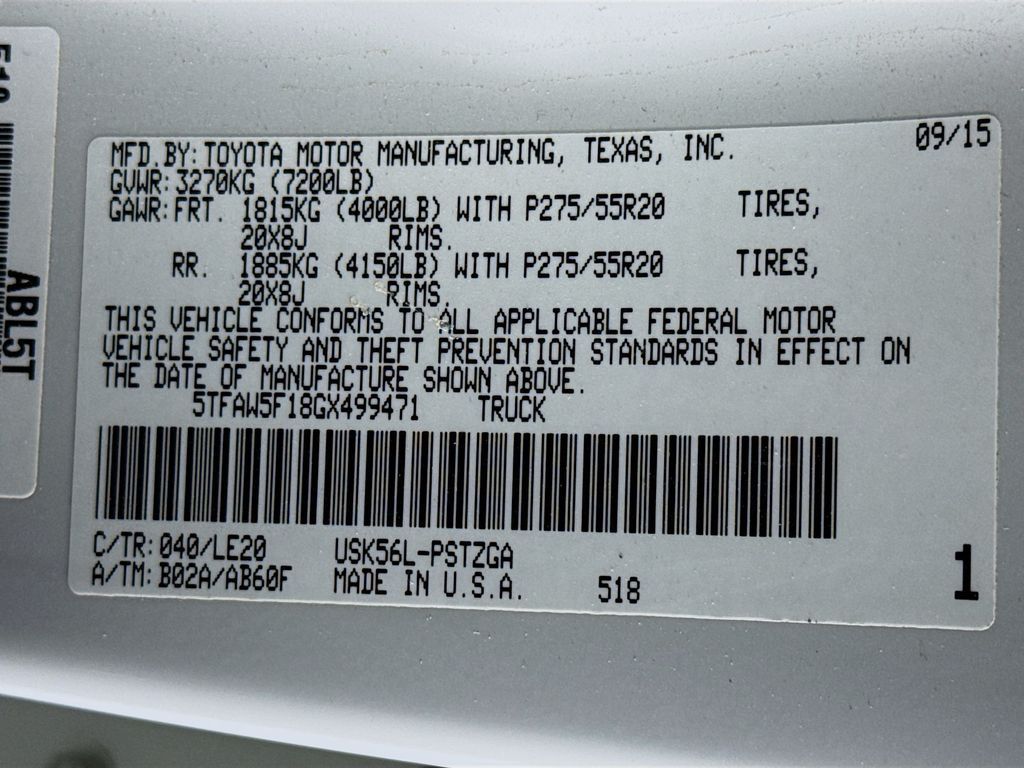 09/15
MFD.BY:TOYOTA MOTOR MANUFACTURING, TEXAS, INC.
GVWR:3270KG (7200LB)
GAWR:FRT. 1815KG (4000LB) WITH P275/55R20 TIRES,
20X8J RIMS.
RR. 1885KG (4150LB) WITH P275/55R20 TIRES,
20X8J RIMS.
THIS VEHICLE CONFORMS TO ALL APPLICABLE FEDERAL MOTOR
VEHICLE SAFETY AND THEFT PREVENTION STANDARDS IN EFFECT ON
THE DATE OF MANUFACTURE SHOWN ABOVE.
5TFAW5F18GX499471 TRUCK
C/TR:040/LE20 USK56L-PSTZGA
A/TM:B02A/AB60F MADE IN U.S.A. 518
1
ABL5T